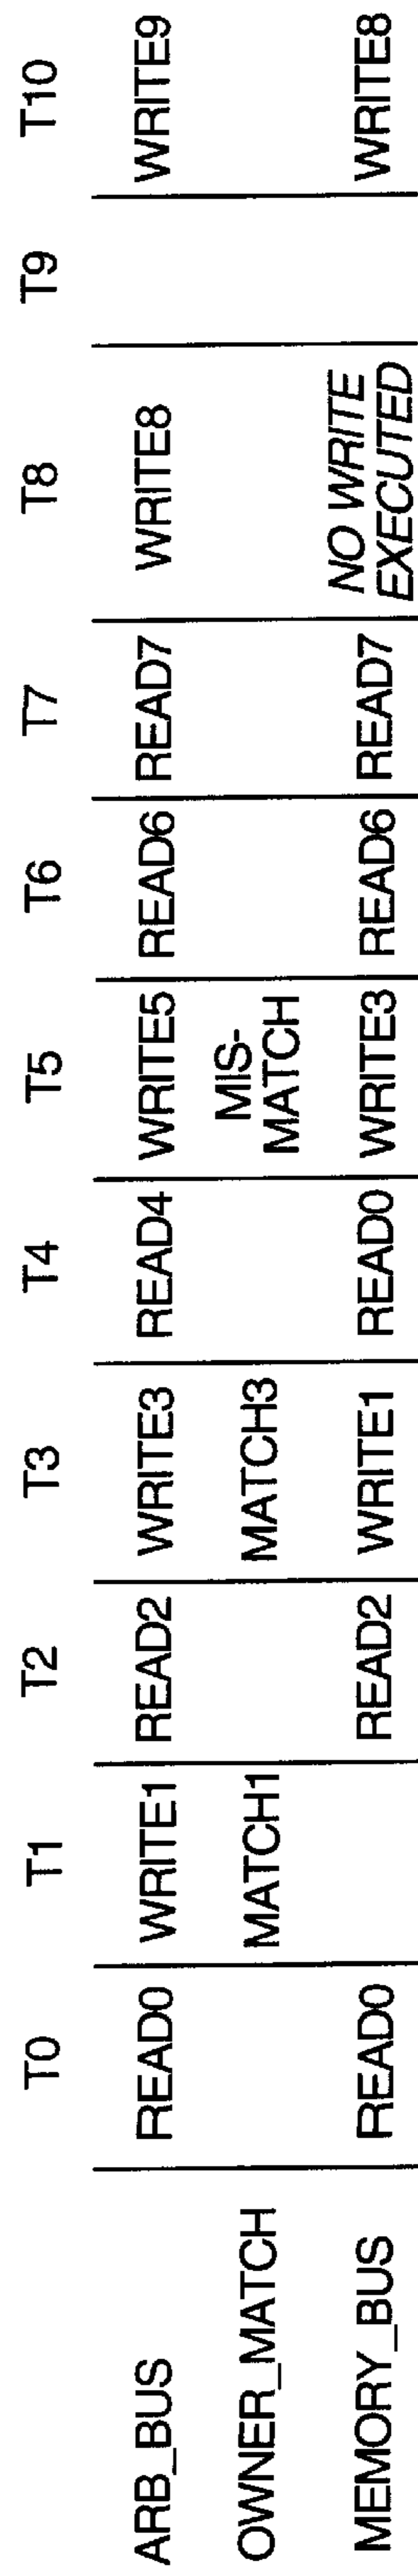 T0 T1 T2 T3 T4 T5 T6 T7 T8 T9 T10
ARB_BUS READ0 WRITE1 READ2 WRITE3 READ4 WRITE5 READ6 READ7 WRITE8 WRITE9
OWNER_MATCH MATCH1 MATCH3 MIS-
MATCH
MEMORY_BUS READ0 READ2 WRITE1 READ0 WRITE3 READ6 READ7 NO WRITE WRITE8
EXECUTED